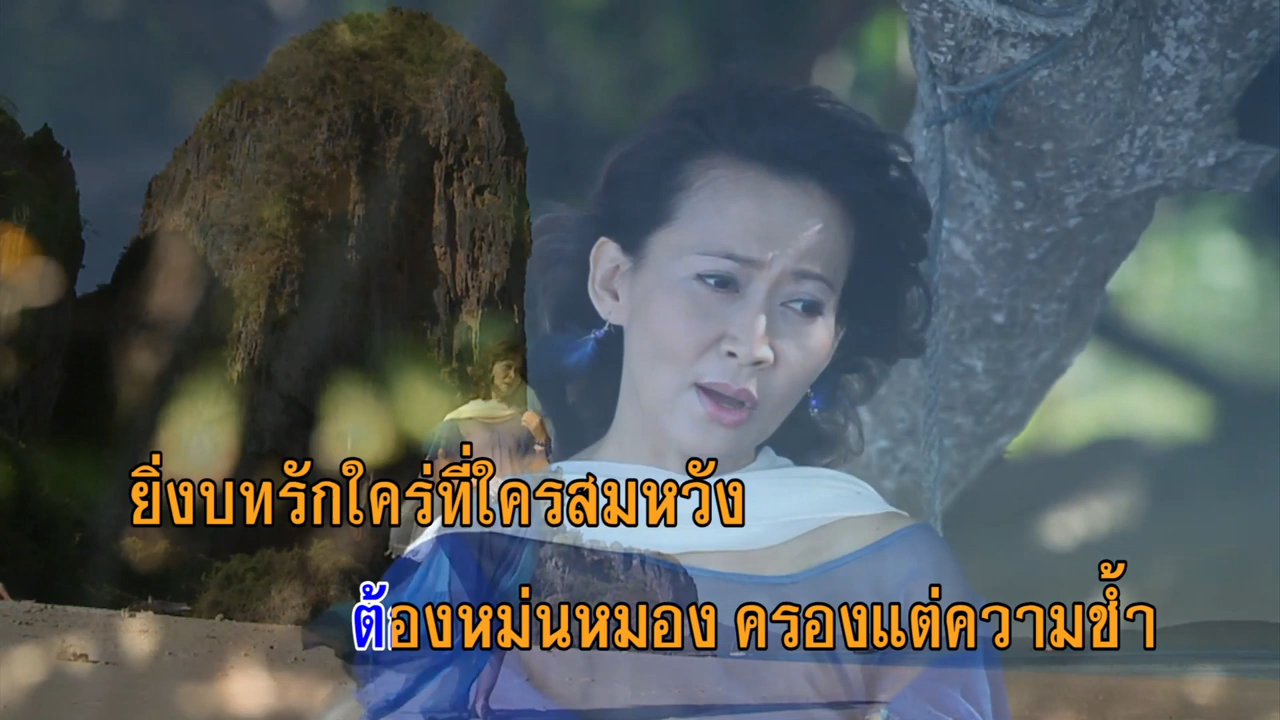 ยิ่งบทรักใคร่ที่ใครสมหวัง
ต้องหม่นหมอง ครองแต่ความช้ำ